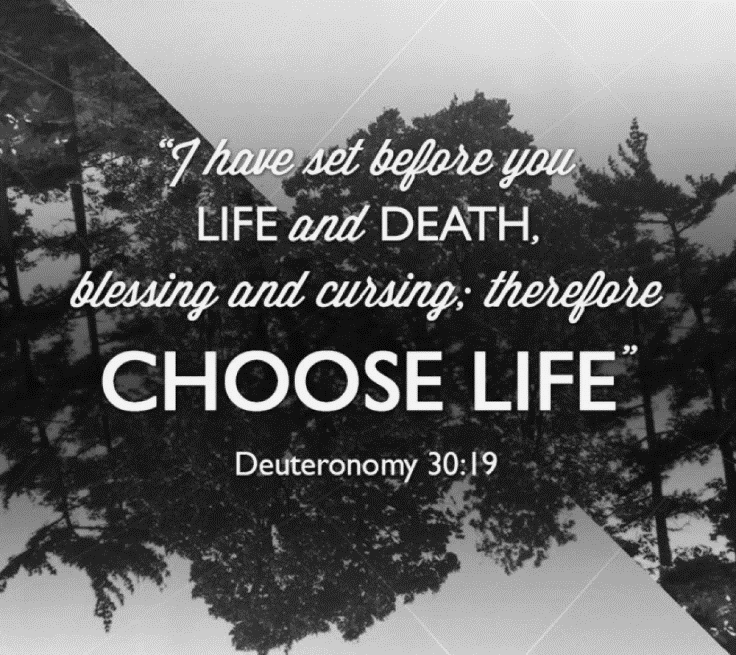 “I have set before you
LIFE and DEATH,
blessing and cursing; therefore
CHOOSE LIFE”
Deuteronomy 30:19